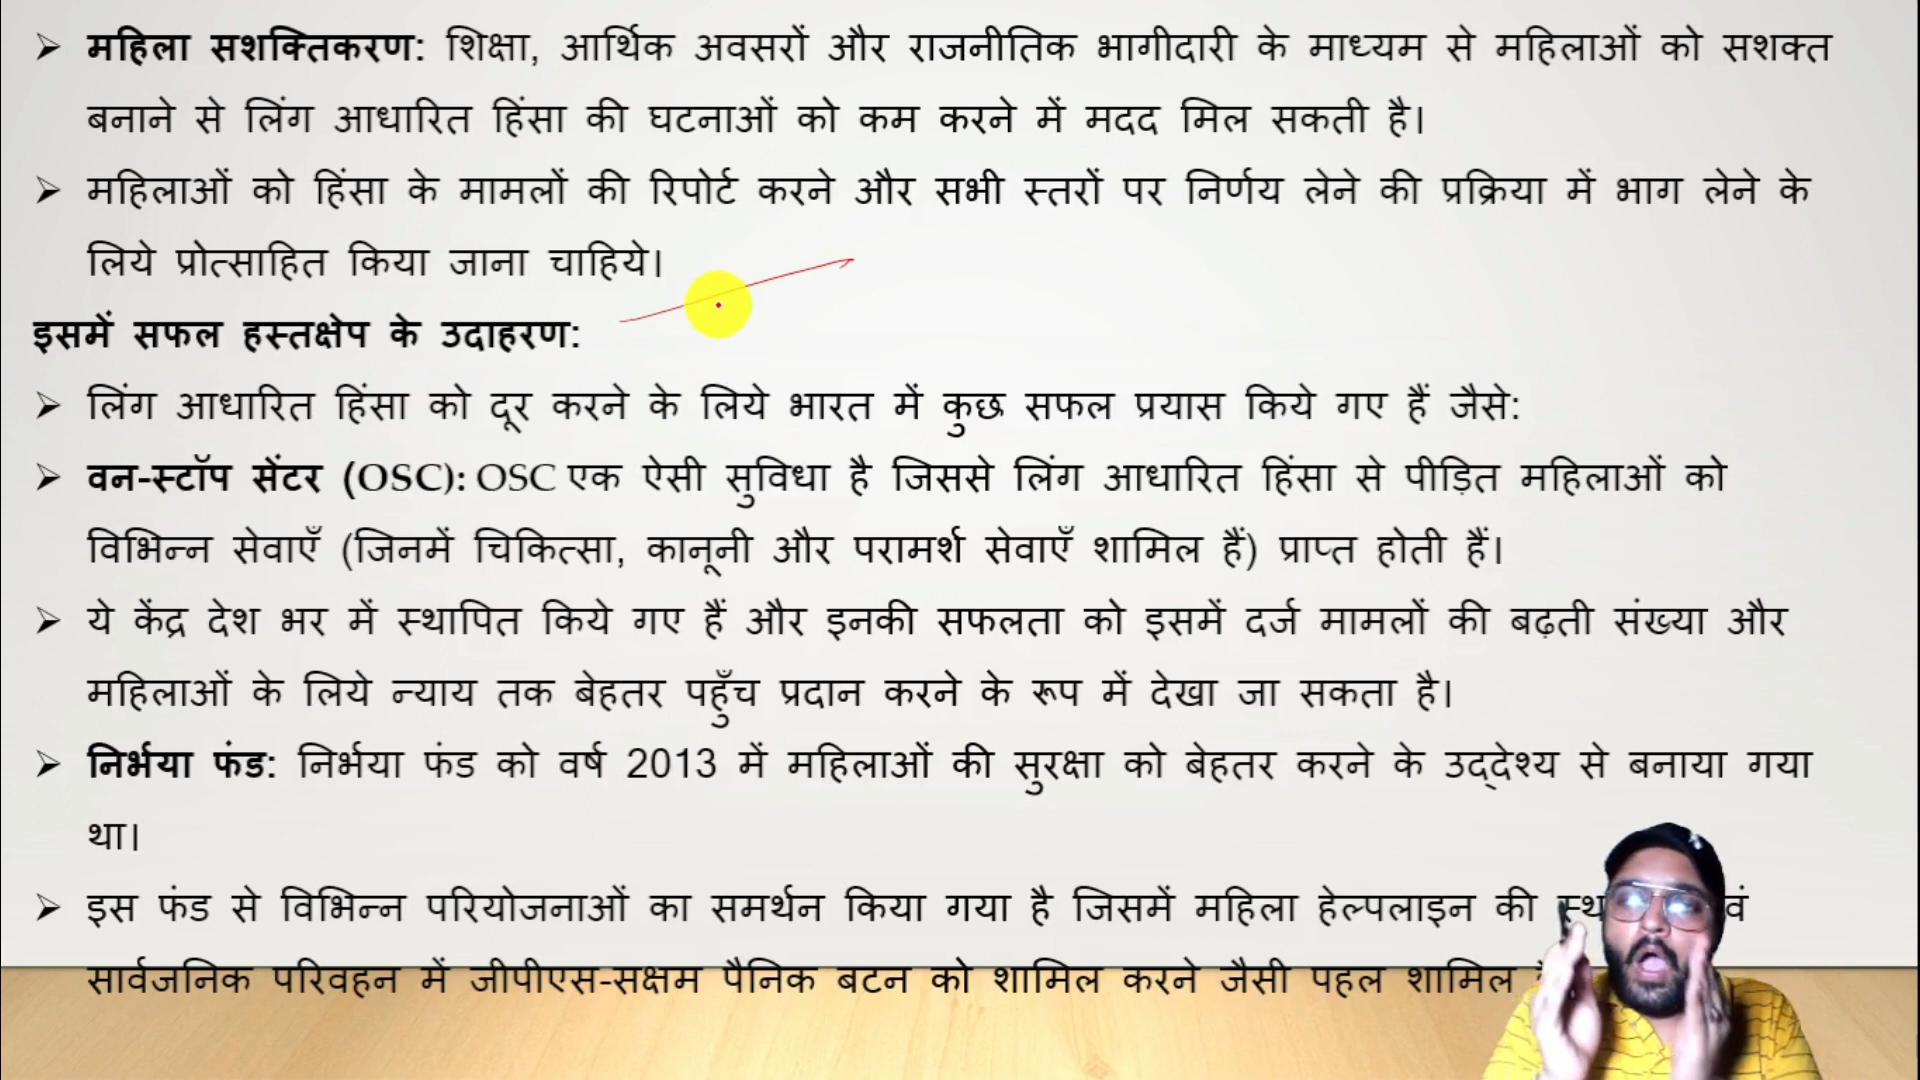 ➢ महिला सशक्तिकरण: शिक्षा, आर्थिक अवसरों और राजनीतिक भागीदारी के माध्यम से महिलाओं को सशक्त
बनाने से लिंग आधारित हिंसा की घटनाओं को कम करने में मदद मिल सकती है।
➢ महिलाओं को हिंसा के मामलों की रिपोर्ट करने और सभी स्तरों पर निर्णय लेने की प्रक्रिया में भाग लेने के
लिये प्रोत्साहित किया जाना चाहिये।
इसमें सफल हस्तक्षेप के उदाहरण:
➢ लिंग आधारित हिंसा को दूर करने के लिये भारत में कुछ सफल प्रयास किये गए हैं जैसे:
➢ वन-स्टॉप सेंटर (OSC): OSC एक ऐसी सुविधा है जिससे लिंग आधारित हिंसा से पीड़ित महिलाओं को
विभिन्न सेवाएँ (जिनमें चिकित्सा, कानूनी और परामर्श सेवाएँ शामिल हैं) प्राप्त होती हैं।
➢ ये केंद्र देश भर में स्थापित किये गए हैं और इनकी सफलता को इसमें दर्ज मामलों की बढ़ती संख्या और
महिलाओं के लिये न्याय तक बेहतर पहुँच प्रदान करने के रूप में देखा जा सकता है।
➢ निर्भया फंड: निर्भया फंड को वर्ष 2013 में महिलाओं की सुरक्षा को बेहतर करने के उद्देश्य से बनाया गया
था।
➢ इस फंड से विभिन्न परियोजनाओं का समर्थन किया गया है जिसमें महिला हेल्पलाइन की
सार्वजनिक परिवहन में जीपीएस-सक्षम पैनिक बटन को शामिल करने जैसी पहल शामिल